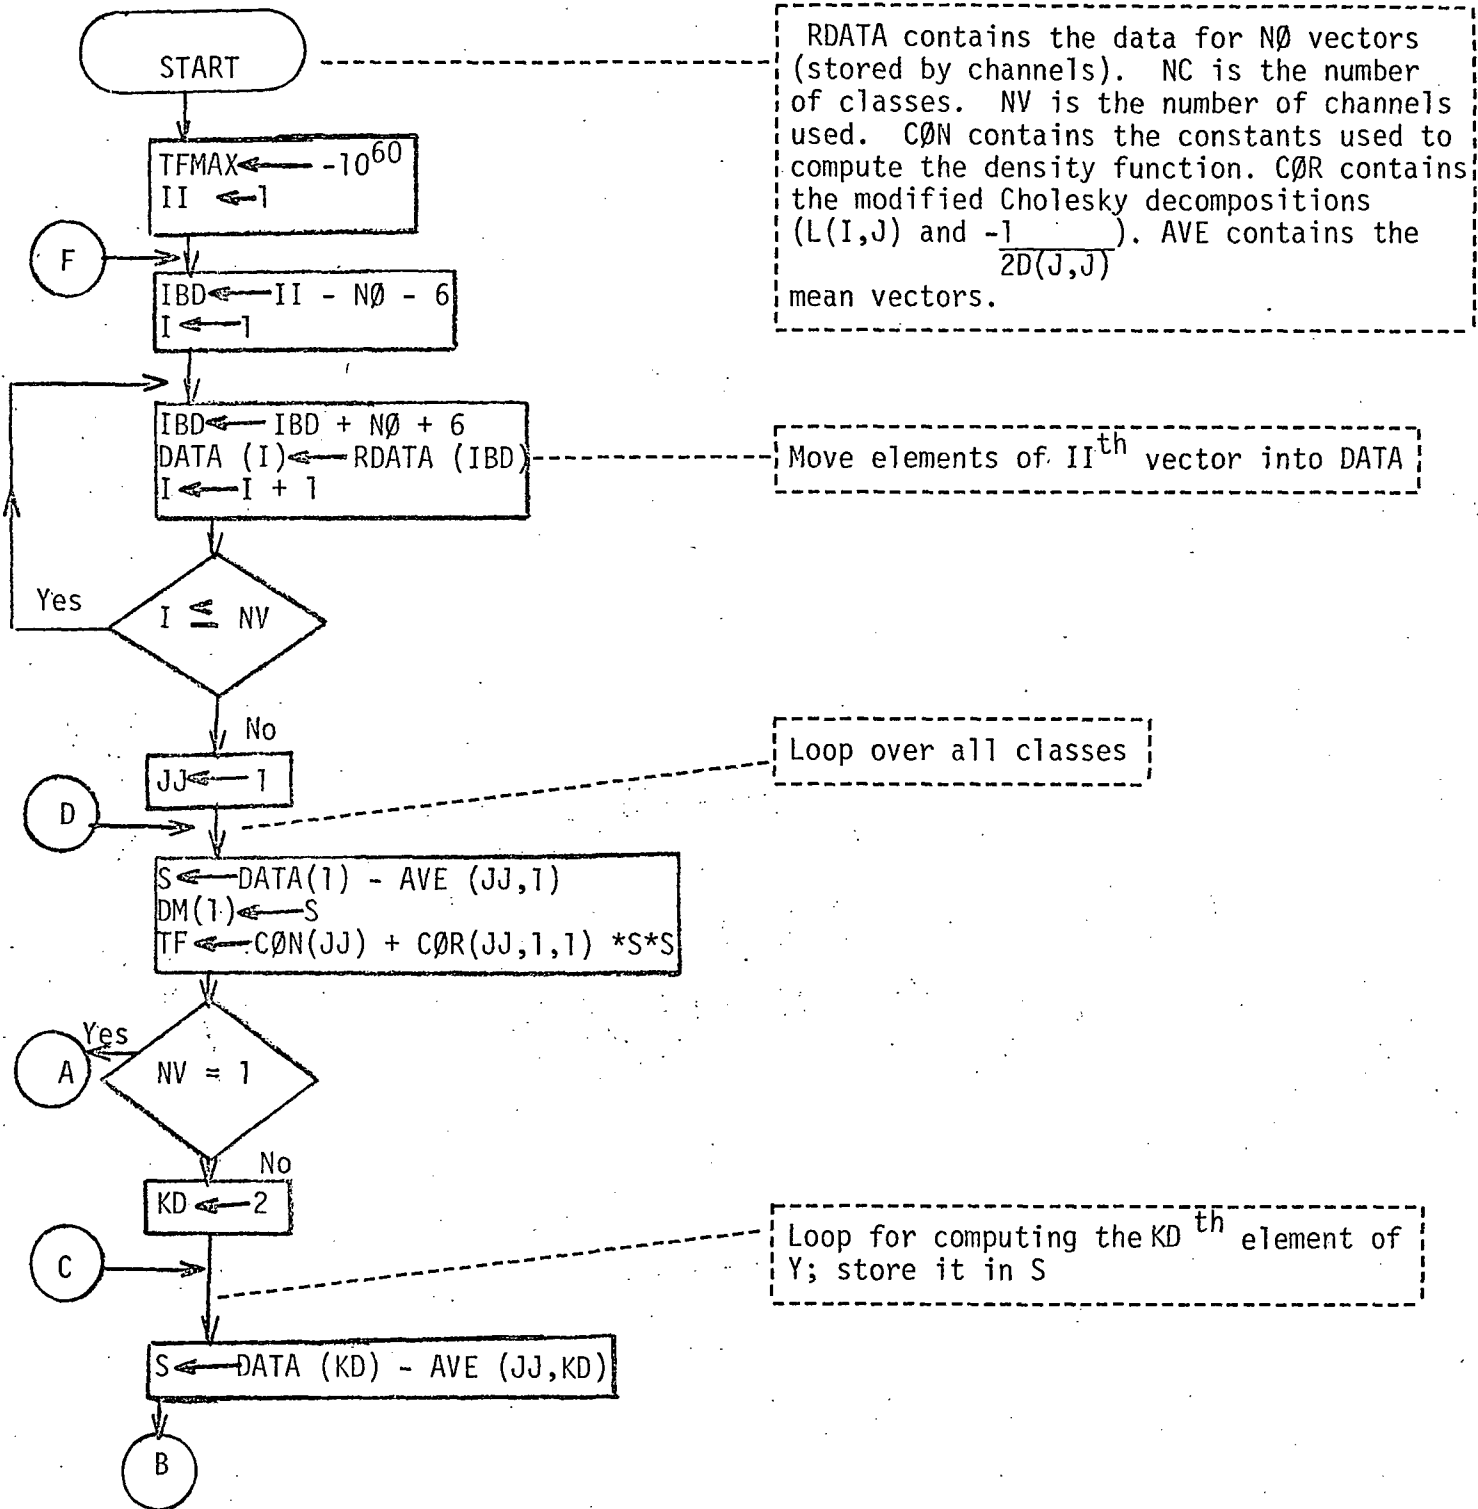 START
RDATA contains the data for NØ vectors
(stored by channels). NC is the number
of classes. NV is the number of channels
used. CØN contains the constants used to
compute the density function. CØR contains
the modified Cholesky decompositions
(L(I,J) and -1 ). AVE contains the
2D(J,J)
mean vectors.
TFMAX← -10^60
II ←1
F
IBD←II - NØ - 6
I←1
IBD← IBD + NØ + 6
DATA (I)← RDATA (IBD)
I←I + 1
Move elements of II^th vector into DATA
Yes
I ≤ NV
No
JJ← 1
Loop over all classes
D
S←DATA(1) - AVE (JJ,1)
DM(1)←S
TF←CØN(JJ) + CØR(JJ,1,1) *S*S
Yes
A
NV = 1
No
KD ←2
C
Loop for computing the KD^th element of
Y; store it in S
S←DATA (KD) - AVE (JJ,KD)
B